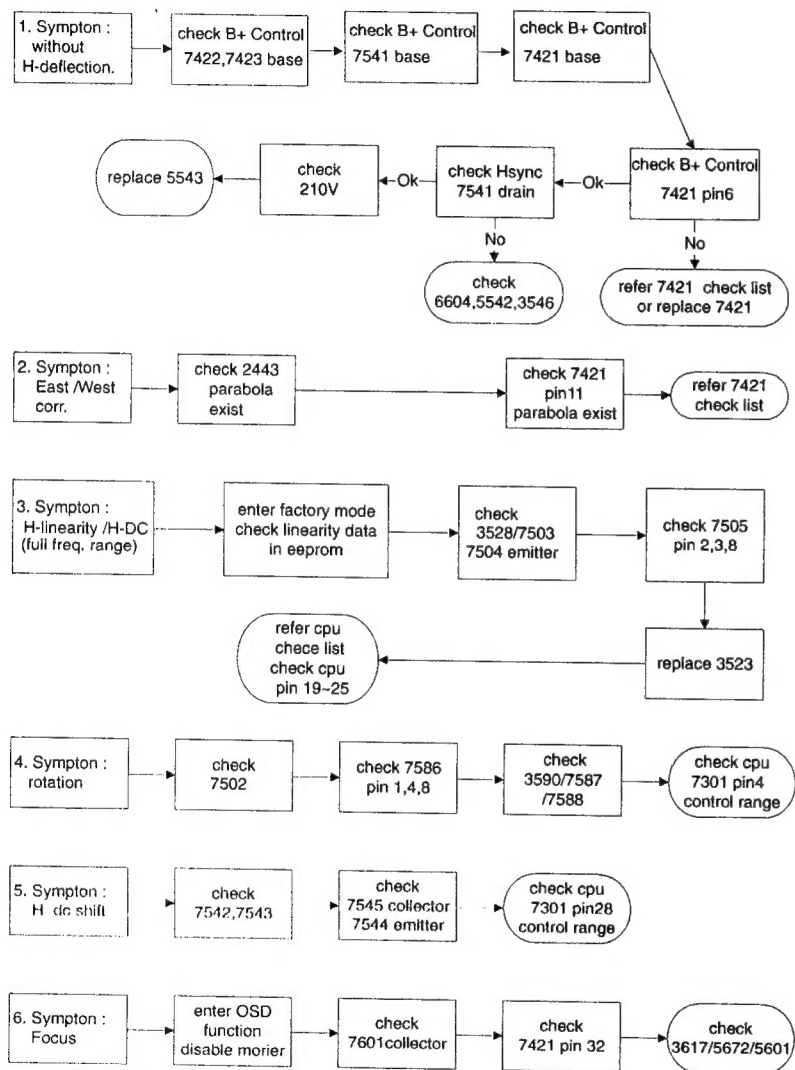 1. Sympton :
without
H-deflection.
check B+ Control
7422,7423 base
check B+ Control
7541 base
check B+ Control
7421 base
replace 5543
check
210V
Ok
check Hsync
7541 drain
Ok
check B+ Control
7421 pin6
No
No
check
6604,5542,3546
refer 7421 check list
or replace 7421
2. Sympton :
East /West
corr.
check 2443
parabola
exist
check 7421
pin11
parabola exist
refer 7421
check list
3. Sympton :
H-linearity /H-DC
(full freq. range)
enter factory mode
check linearity data
in eeprom
check
3528/7503
7504 emitter
check 7505
pin 2,3,8
refer cpu
chece list
check cpu
pin 19~25
replace 3523
4. Sympton :
rotation
check
7502
check 7586
pin 1,4,8
check
3590/7587
/7588
check cpu
7301 pin4
control range
5. Sympton :
H dc shift
check
7542,7543
check
7545 collector
7544 emitter
check cpu
7301 pin28
control range
6. Sympton :
Focus
enter OSD
function
disable morier
check
7601collector
check
7421 pin 32
check
3617/5672/5601